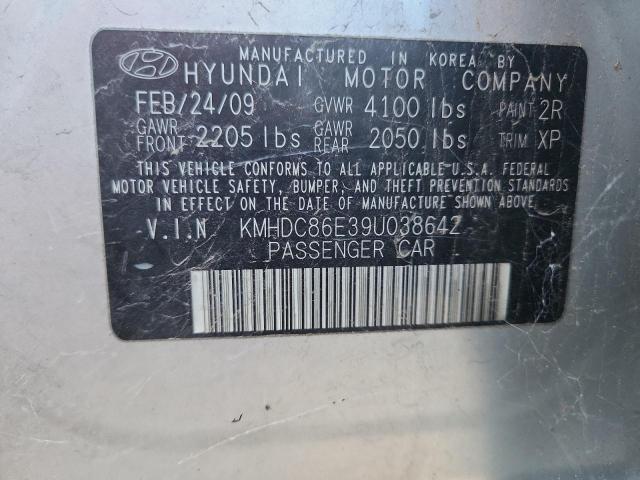 MANUFACTURED IN KOREA BY
HYUNDAI MOTOR COMPANY
FEB/24/09 GVWR 4100 lbs PAINT 2R
GAWR FRONT 2205 lbs GAWR REAR 2050 lbs TRIM XP
THIS VEHICLE CONFORMS TO ALL APPLICABLE U.S.A. FEDERAL
MOTOR VEHICLE SAFETY, BUMPER, AND THEFT PREVENTION STANDARDS
IN EFFECT ON THE DATE OF MANUFACTURE SHOWN ABOVE.
V.I.N KMHDC86E39U038642
PASSENGER CAR